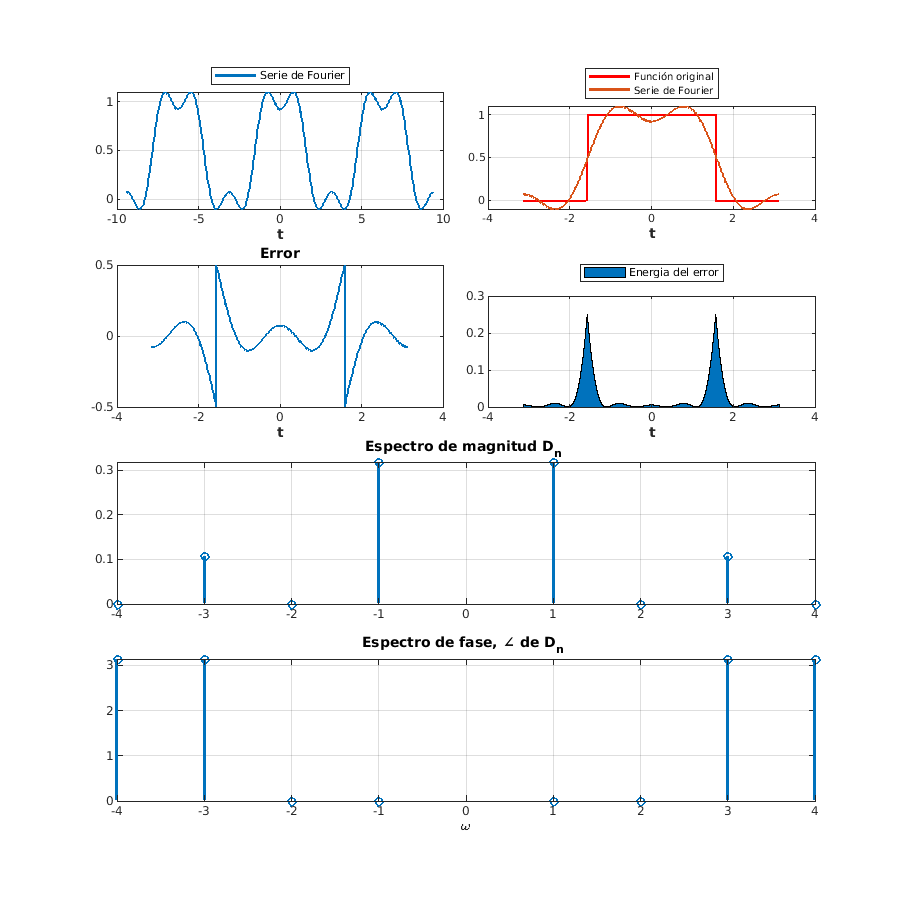 Serie de Fourier
1
0.5
0
-10 -5 0 5 10
t
Función original
Serie de Fourier
1
0.5
0
-4 -2 0 2 4
t
Error
0.5
0
-0.5
-4 -2 0 2 4
t
Energia del error
0.3
0.2
0.1
0
-4 -2 0 2 4
t
Espectro de magnitud Dn
0.3
0.2
0.1
0
-4 -3 -2 -1 0 1 2 3 4
Espectro de fase, ∠ de Dn
3
2
1
0
-4 -3 -2 -1 0 1 2 3 4
ω